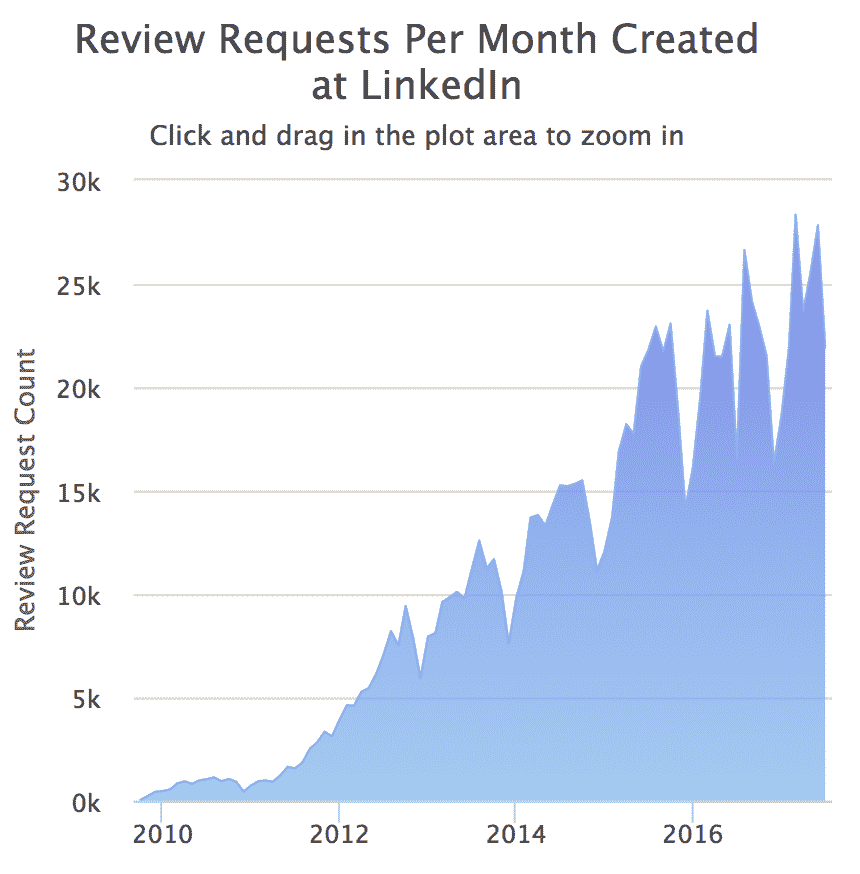 Review Requests Per Month Created
at LinkedIn
Click and drag in the plot area to zoom in
Review Request Count
30k
25k
20k
15k
10k
5k
0k
2010
2012
2014
2016